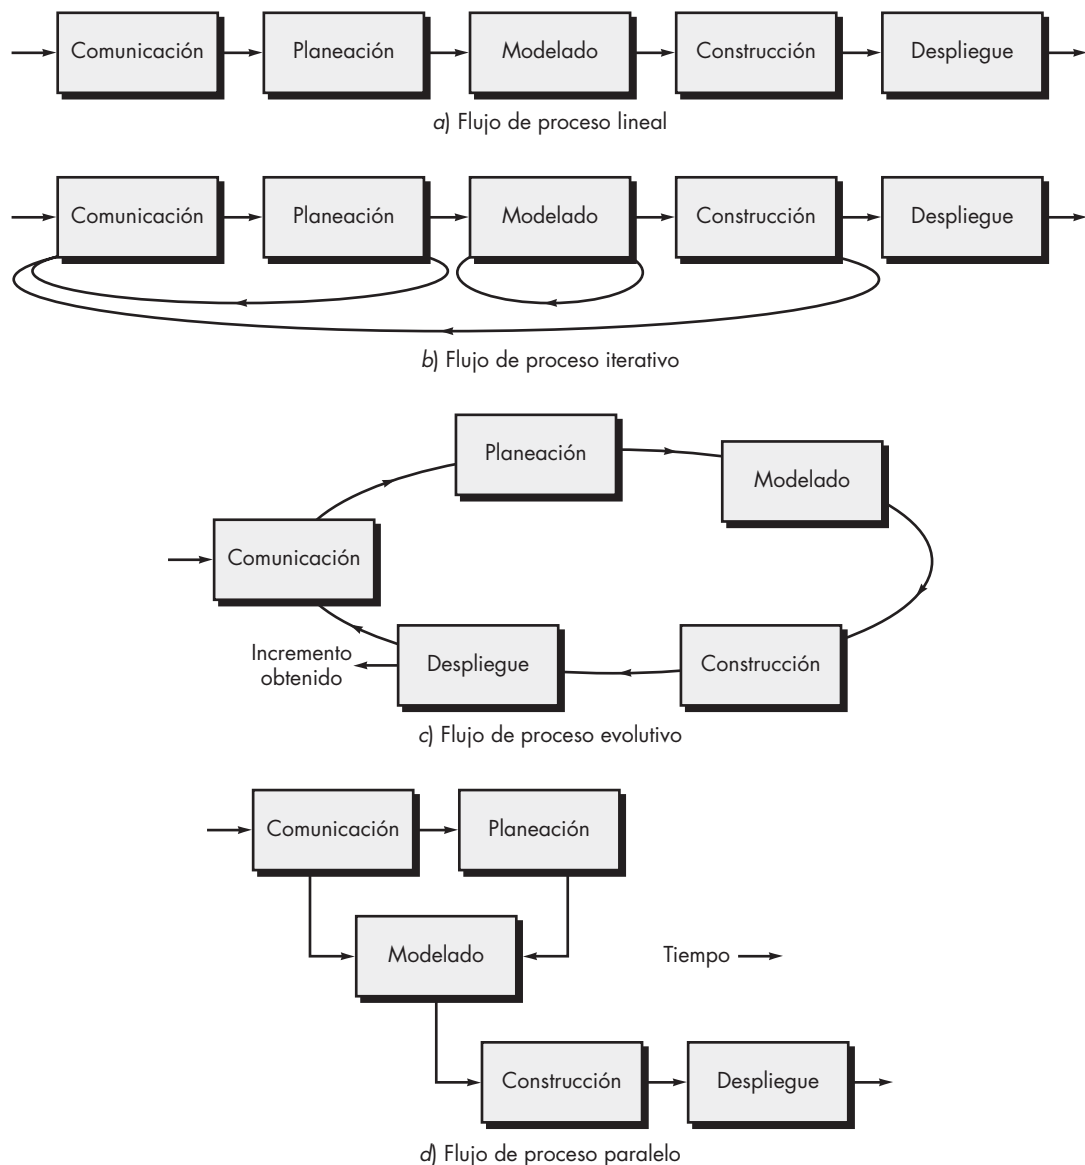 Comunicación
Planeación
Modelado
Construcción
Despliegue
a) Flujo de proceso lineal
Comunicación
Planeación
Modelado
Construcción
Despliegue
b) Flujo de proceso iterativo
Planeación
Modelado
Comunicación
Incremento
obtenido
Despliegue
Construcción
c) Flujo de proceso evolutivo
Comunicación
Planeación
Modelado
Tiempo
Construcción
Despliegue
d) Flujo de proceso paralelo